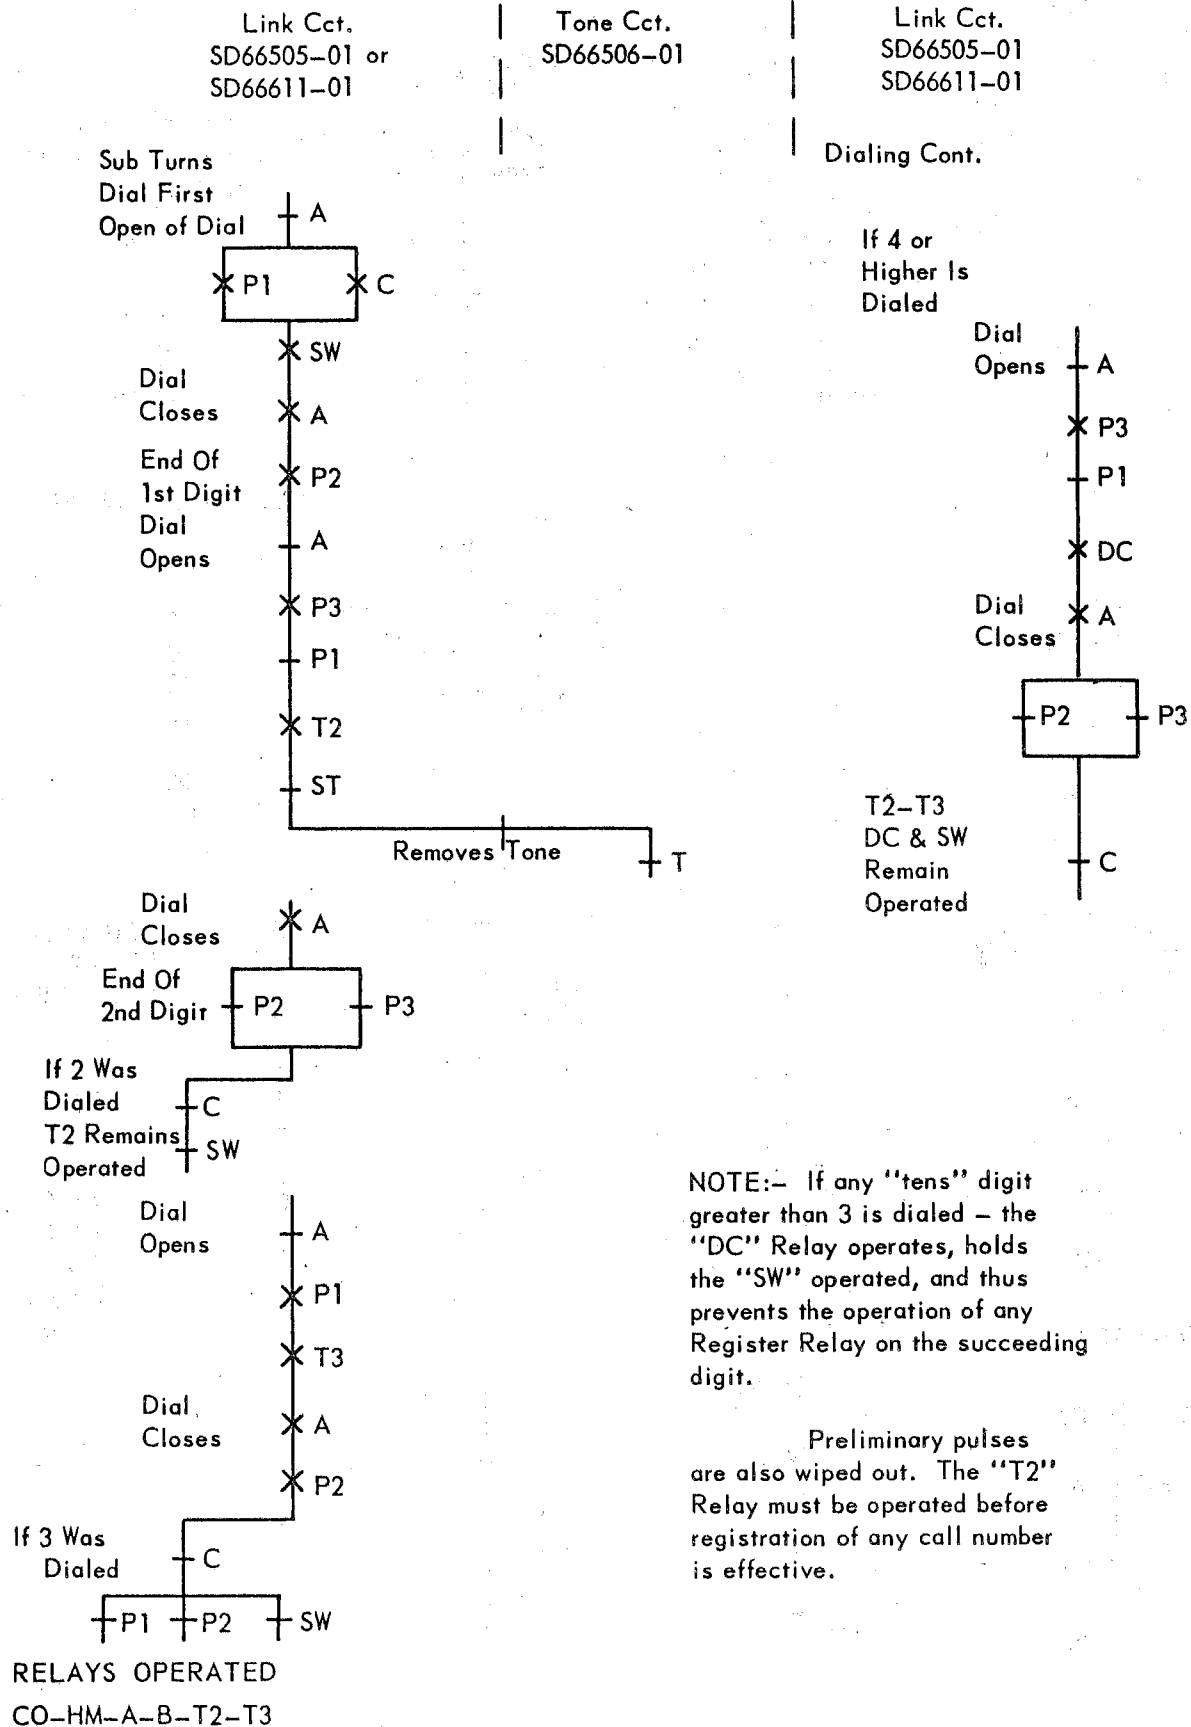 Link Cct.
SD66505-01 or
SD66611-01
Tone Cct.
SD66506-01
Link Cct.
SD66505-01
SD66611-01
Sub Turns
Dial First
Open of Dial
A
P1
C
SW
Dial
Closes
A
End Of
1st Digit
P2
Dial
Opens
A
P3
P1
T2
ST
Removes Tone
T
Dial
Closes
A
End Of
2nd Digit
P2
P3
If 2 Was
Dialed
T2 Remains
Operated
C
SW
Dial
Opens
A
P1
T3
Dial
Closes
A
P2
If 3 Was
Dialed
C
P1
P2
SW
RELAYS OPERATED
CO-HM-A-B-T2-T3
Dialing Cont.
If 4 or
Higher Is
Dialed
Dial
Opens
A
P3
P1
DC
Dial
Closes
A
P2
P3
T2-T3
DC & SW
Remain
Operated
C
NOTE:- If any "tens" digit
greater than 3 is dialed - the
"DC" Relay operates, holds
the "SW" operated, and thus
prevents the operation of any
Register Relay on the succeeding
digit.
Preliminary pulses
are also wiped out. The "T2"
Relay must be operated before
registration of any call number
is effective.